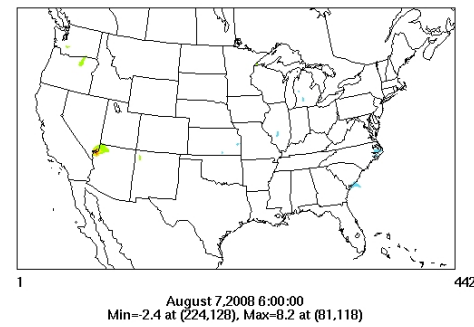 1
442
August 7,2008 6:00:00
Min=-2.4 at (224,128), Max=8.2 at (81,118)